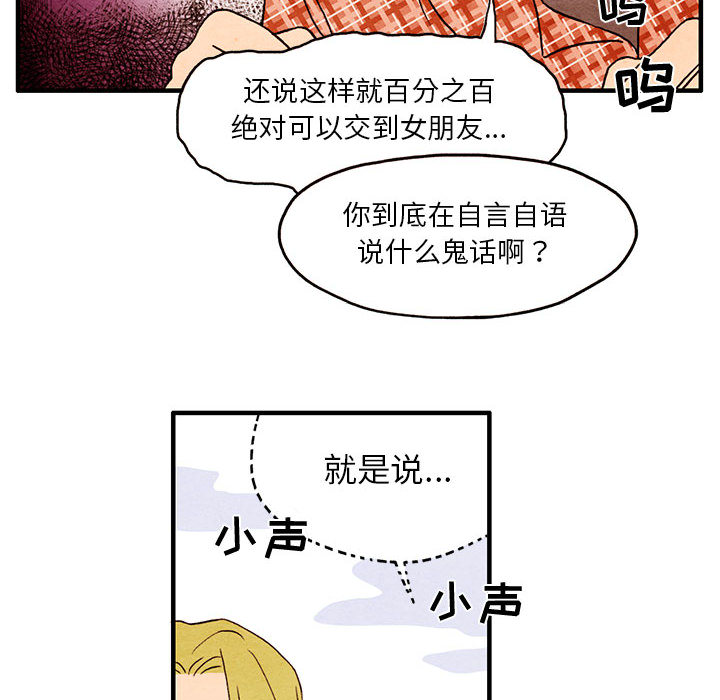 呜
呜
还说这样就百分之百
绝对可以交到女朋友...
你到底在自言自语
说什么鬼话啊？
就是说...
小声
小声